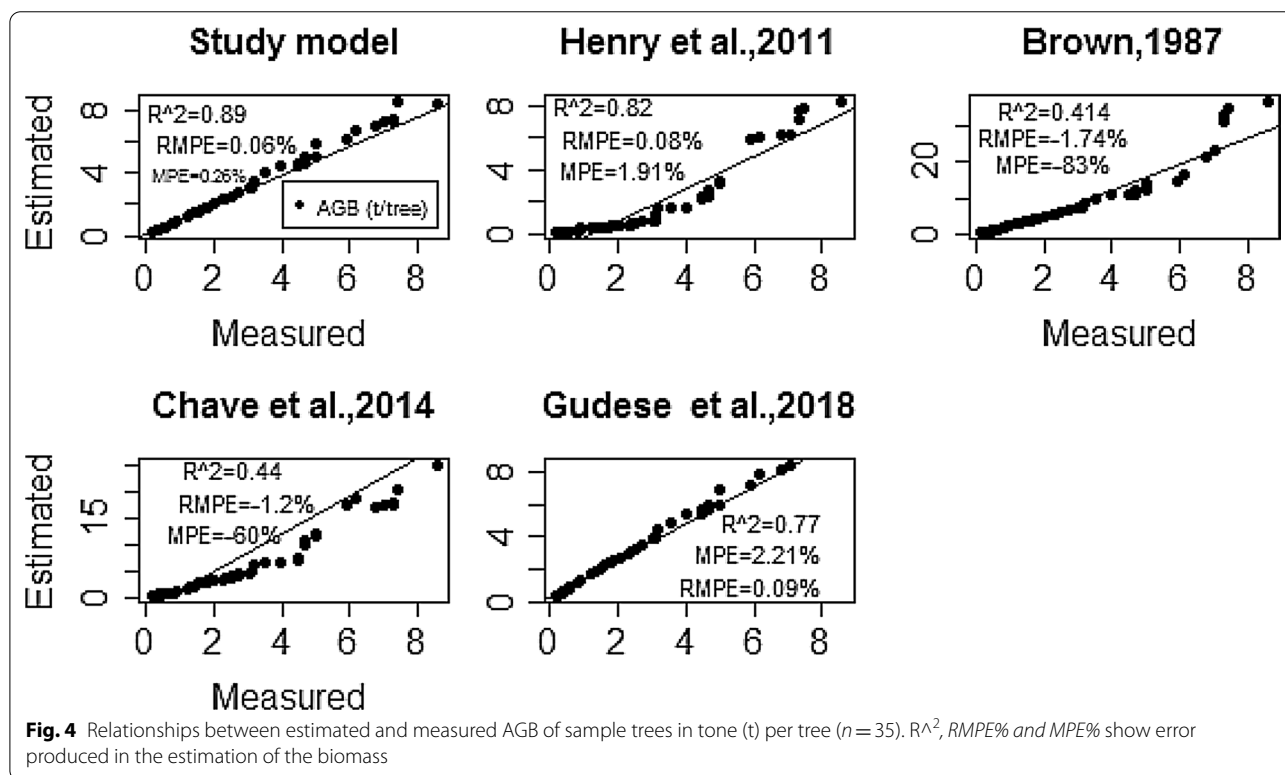 Study model
Henry et al.,2011
Brown,1987
Estimated
0 4 8
R^2=0.89
RMPE=0.06%
MPE=0.26%
AGB (t/tree)
0 2 4 6 8
Measured
0 4 8
R^2=0.82
RMPE=0.08%
MPE=1.91%
0 2 4 6 8
0 20
R^2=0.414
RMPE=–1.74%
MPE=–83%
0 2 4 6 8
Measured
Chave et al.,2014
Gudese et al.,2018
Estimated
0 15
R^2=0.44
RMPE=–1.2%
MPE=–60%
0 2 4 6 8
Measured
0 4 8
R^2=0.77
MPE=2.21%
RMPE=0.09%
0 2 4 6 8
Fig. 4 Relationships between estimated and measured AGB of sample trees in tone (t) per tree (n = 35). R^2, RMPE% and MPE% show error
produced in the estimation of the biomass